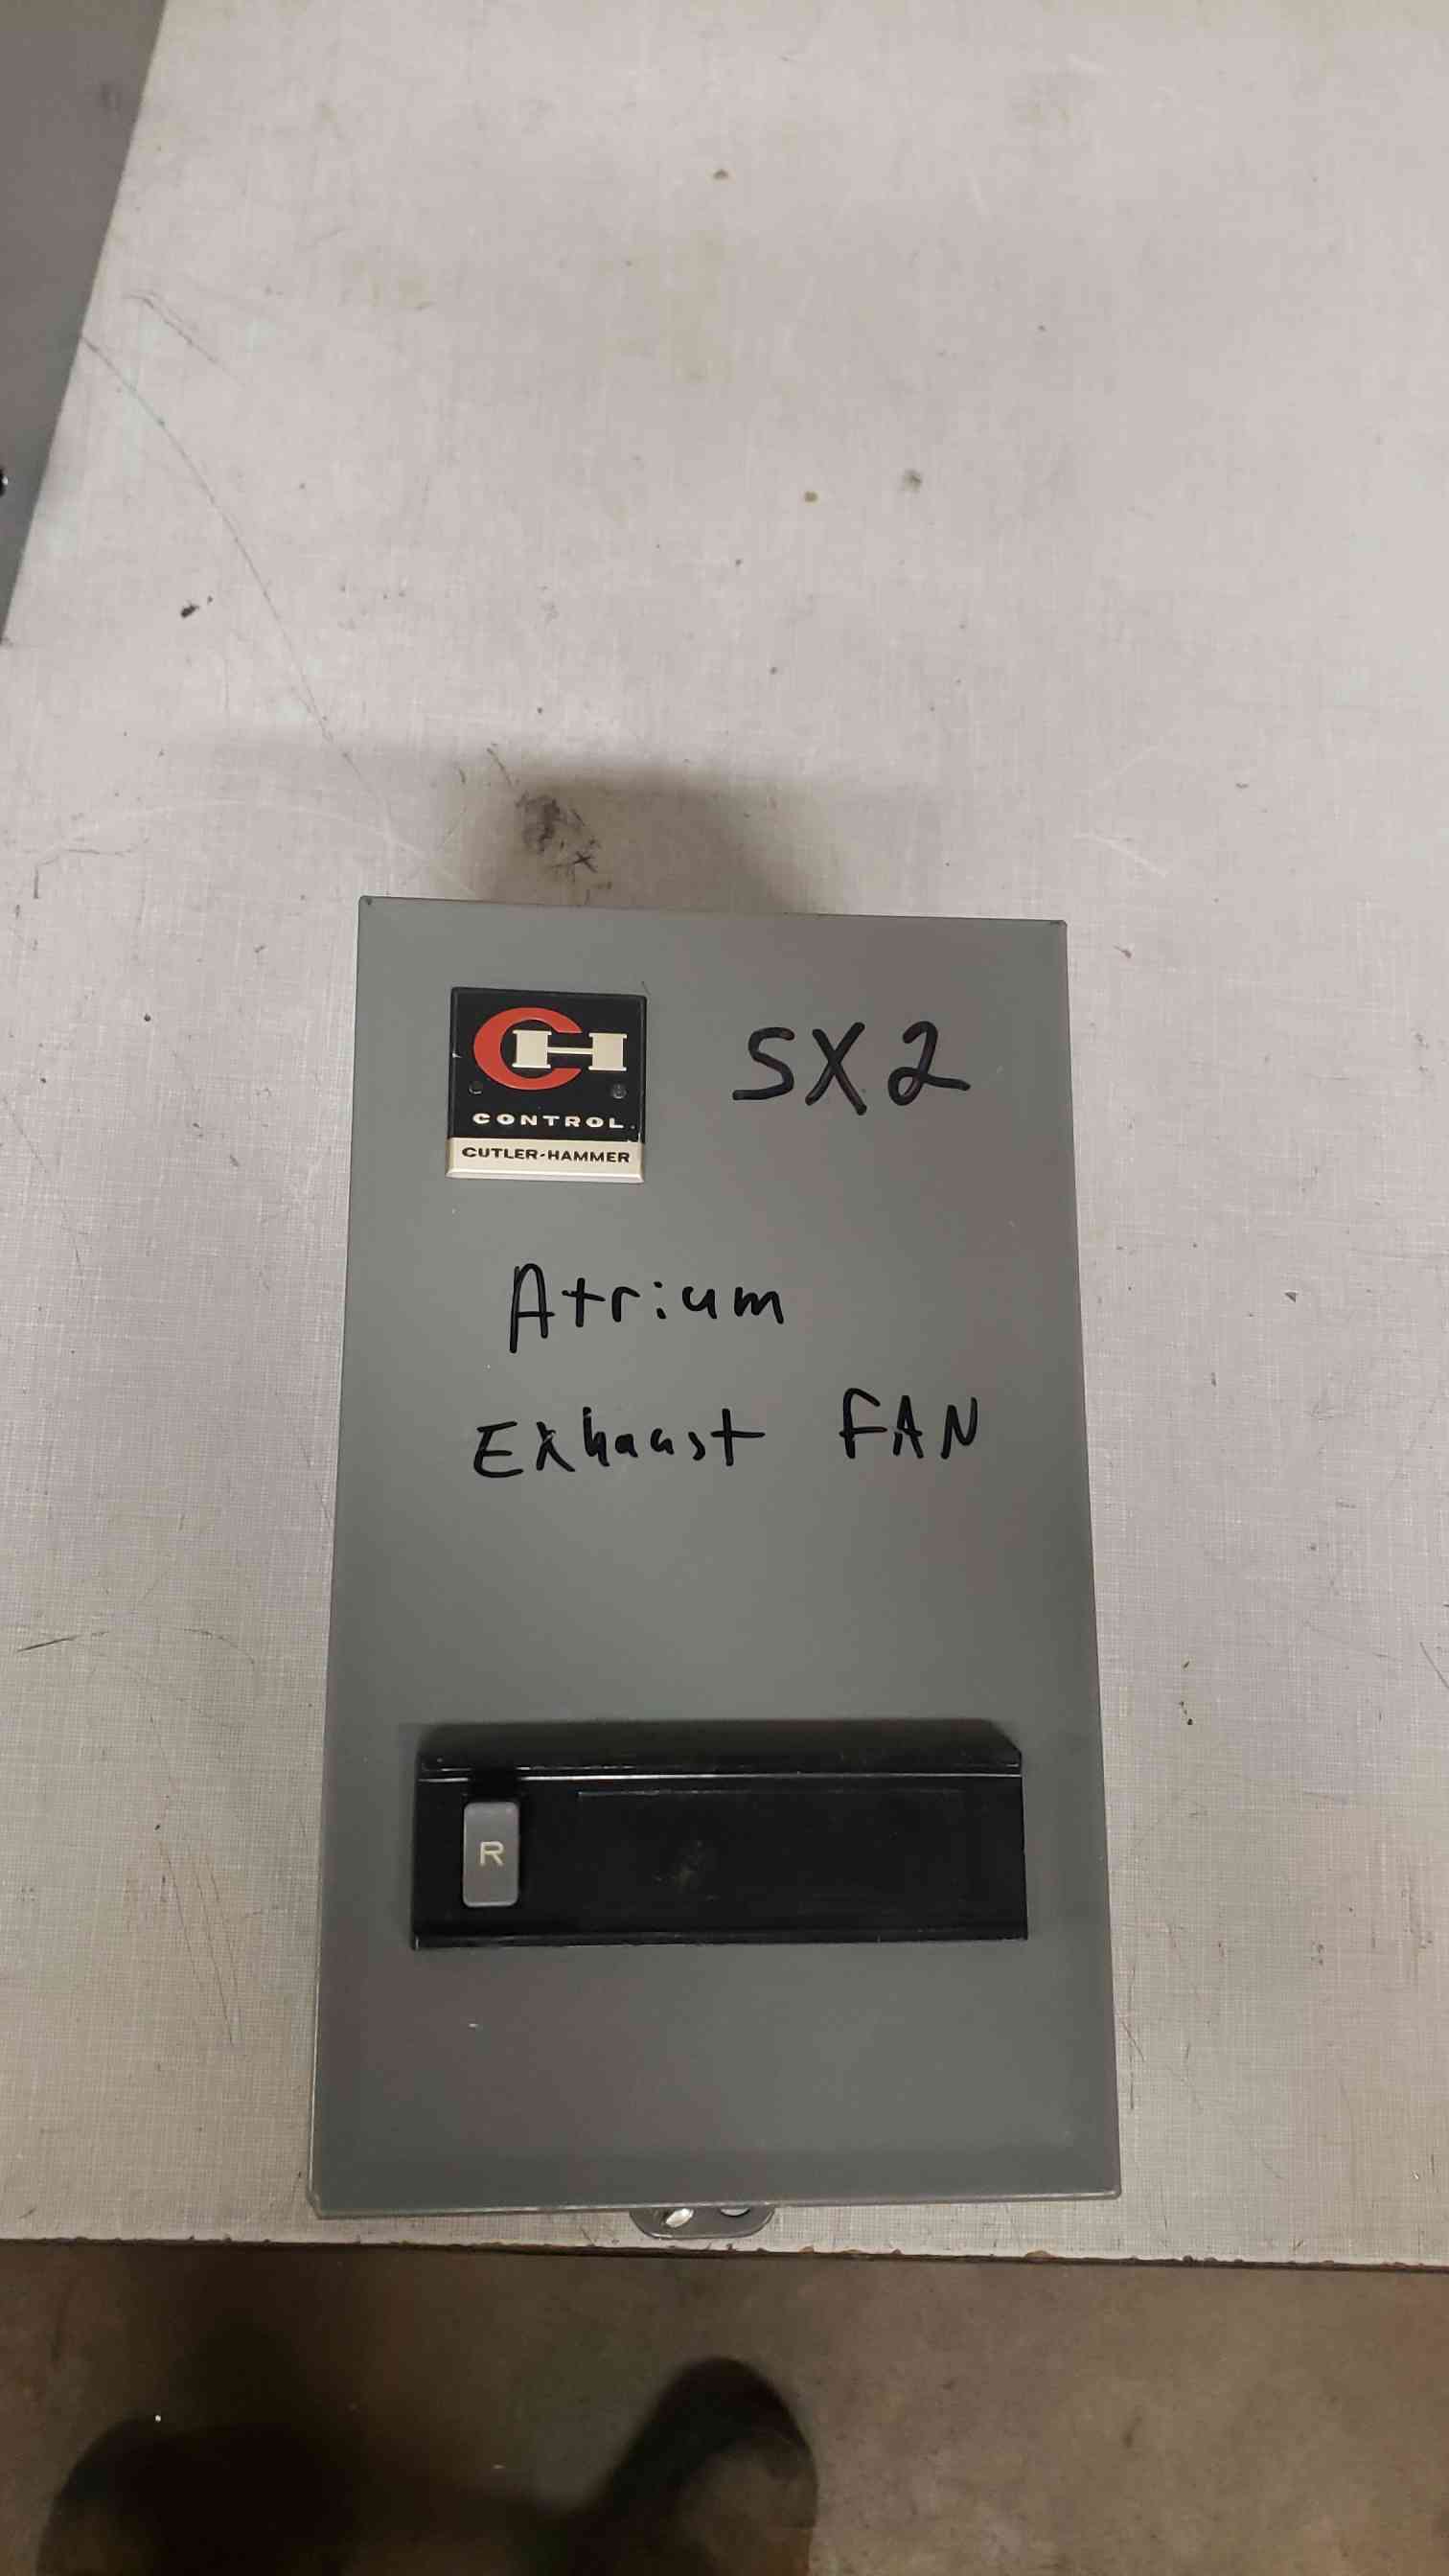 CH
CONTROL
CUTLER-HAMMER
SX2
Atrium
Exhaust FAN
R